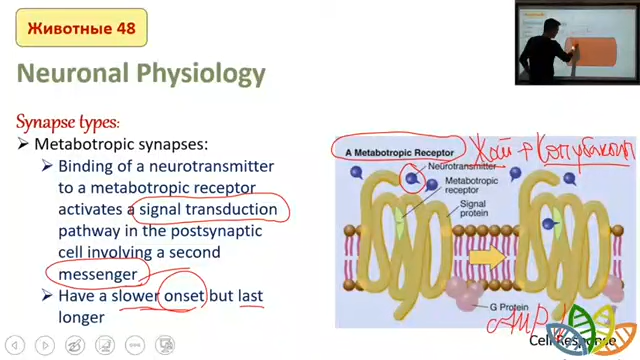 Животные 48
Neuronal Physiology
Synapse types:
➢ Metabotropic synapses:
➢ Binding of a neurotransmitter
to a metabotropic receptor
activates a signal transduction
pathway in the postsynaptic
cell involving a second
messenger
➢ Have a slower onset but last
longer
A Metabotropic Receptor
Neurotransmitter
Metabotropic
receptor
Signal
protein
G Protein
Cell Response